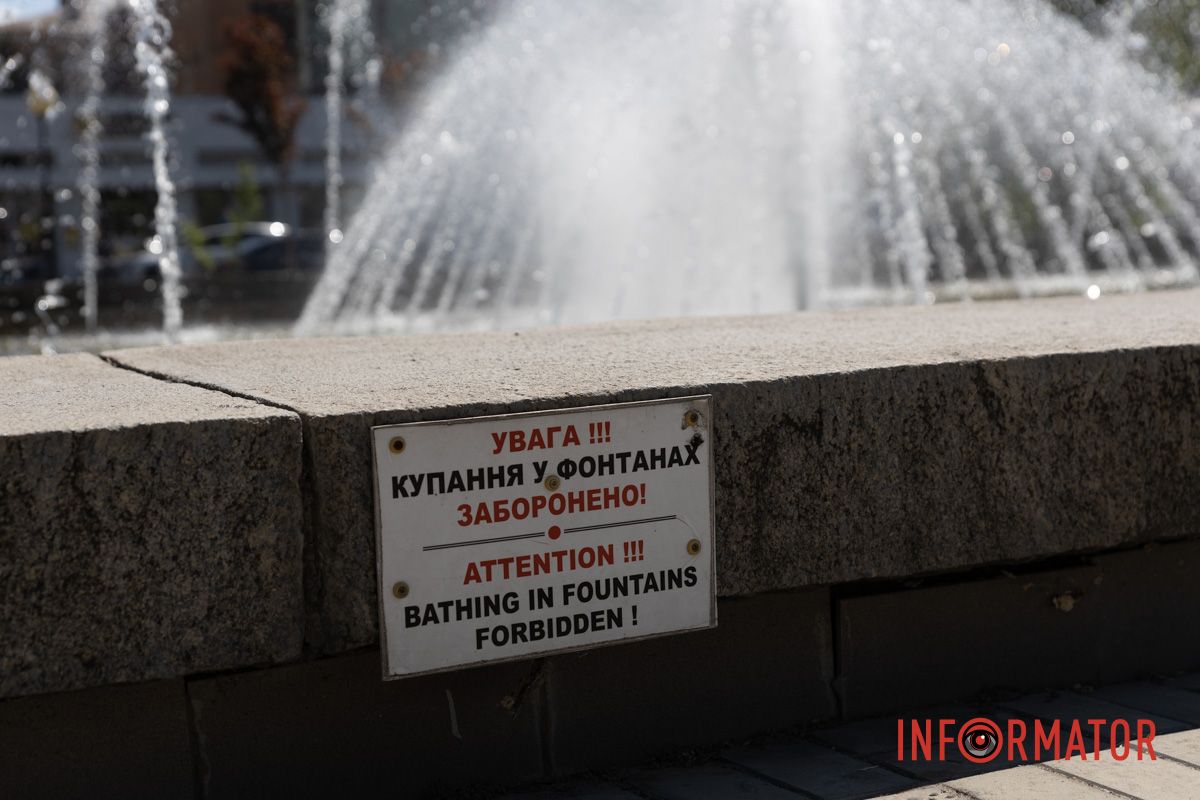 УВАГА !!!
КУПАННЯ У ФОНТАНАХ
ЗАБОРОНЕНО!
ATTENTION !!!
BATHING IN FOUNTAINS
FORBIDDEN !
INFORMATOR